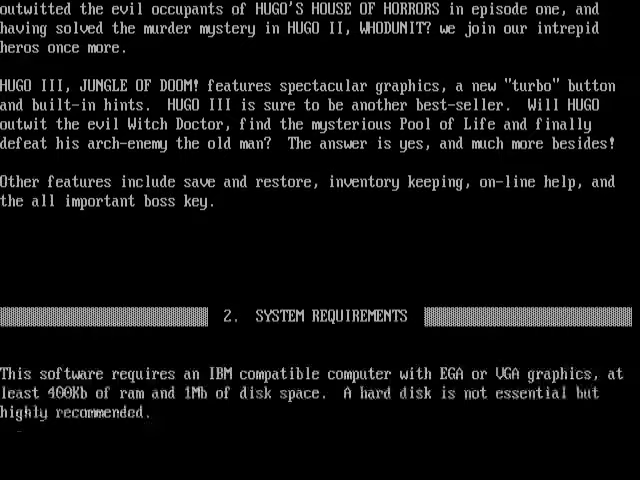 outwitted the evil occupants of HUGO'S HOUSE OF HORRORS in episode one, and
having solved the murder mystery in HUGO II, WHODUNIT? we join our intrepid
heros once more.
HUGO III, JUNGLE OF DOOM! features spectacular graphics, a new "turbo" button
and built-in hints.  HUGO III is sure to be another best-seller.  Will HUGO
outwit the evil Witch Doctor, find the mysterious Pool of Life and finally
defeat his arch-enemy the old man?  The answer is yes, and much more besides!
Other features include save and restore, inventory keeping, on-line help, and
the all important boss key.
2.  SYSTEM REQUIREMENTS
This software requires an IBM compatible computer with EGA or VGA graphics, at
least 400Kb of ram and 1Mb of disk space.  A hard disk is not essential but
highly recommended.